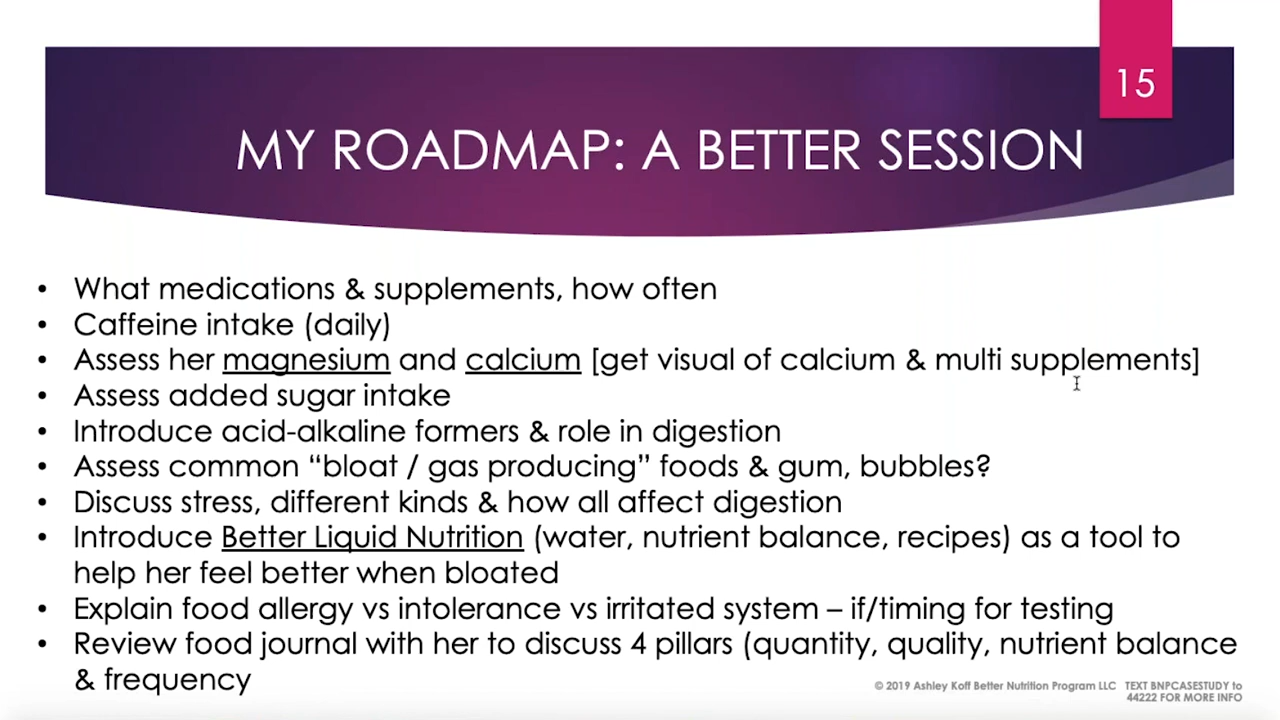 15
MY ROADMAP: A BETTER SESSION
• What medications & supplements, how often
• Caffeine intake (daily)
• Assess her magnesium and calcium [get visual of calcium & multi supplements]
• Assess added sugar intake
• Introduce acid-alkaline formers & role in digestion
• Assess common “bloat / gas producing” foods & gum, bubbles?
• Discuss stress, different kinds & how all affect digestion
• Introduce Better Liquid Nutrition (water, nutrient balance, recipes) as a tool to
help her feel better when bloated
• Explain food allergy vs intolerance vs irritated system – if/timing for testing
• Review food journal with her to discuss 4 pillars (quantity, quality, nutrient balance
& frequency
© 2019 Ashley Koff Better Nutrition Program LLC TEXT BNPCASESTUDY to
44222 FOR MORE INFO